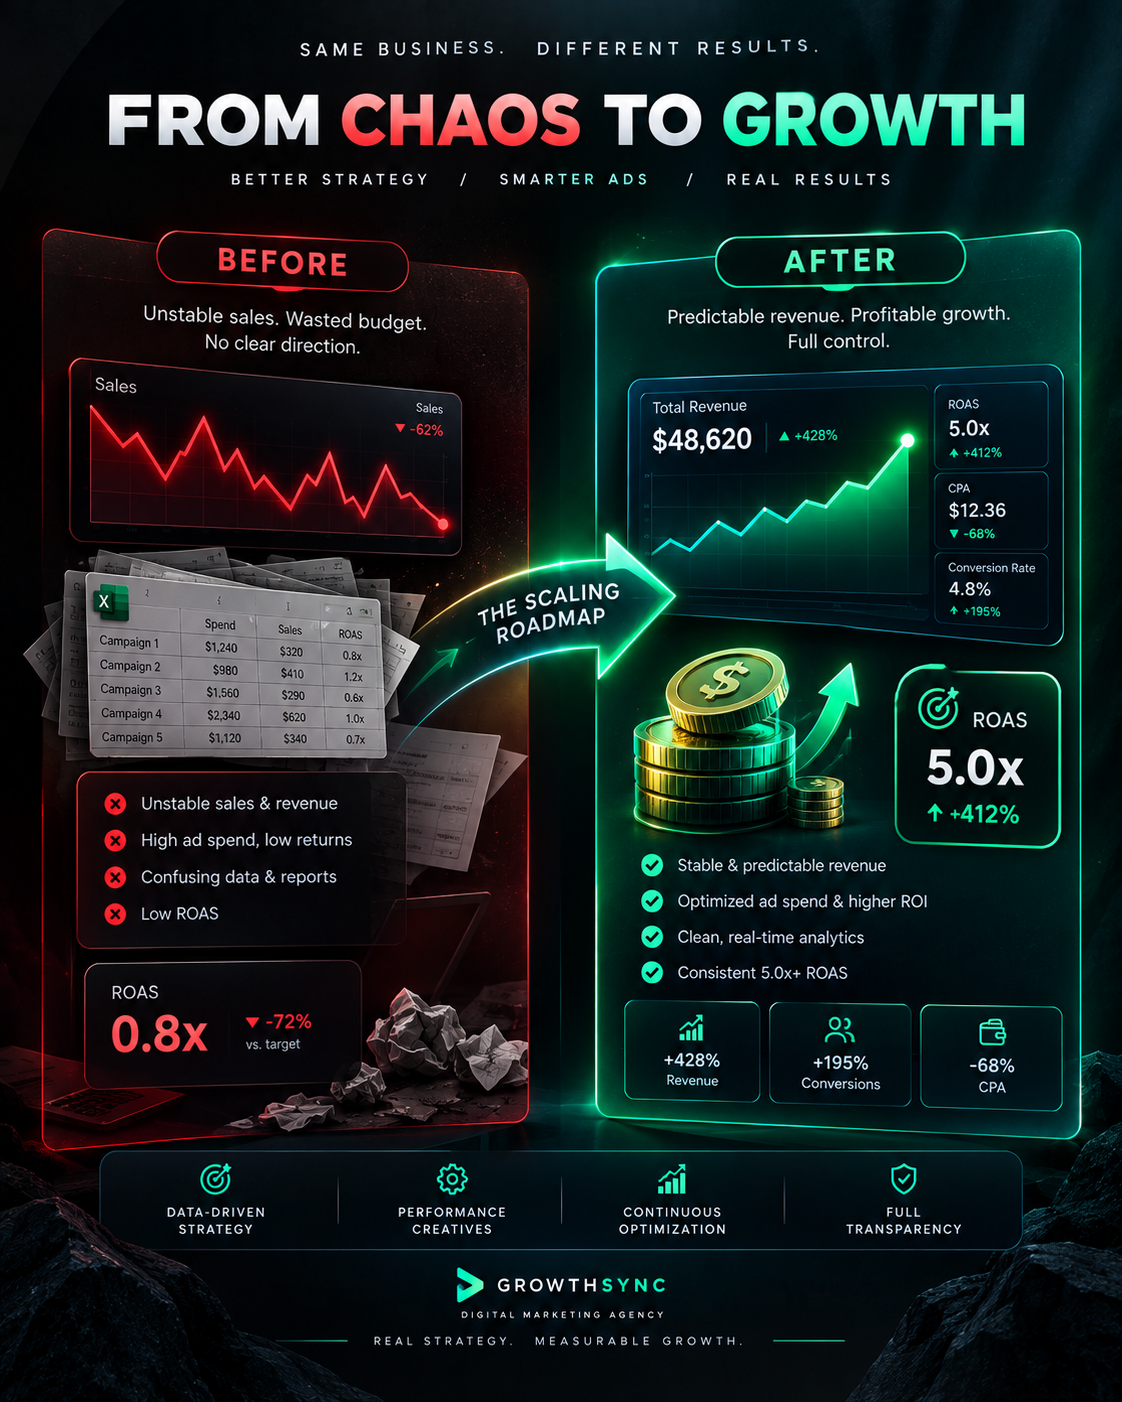 SAME BUSINESS. DIFFERENT RESULTS.
FROM CHAOS TO GROWTH
BETTER STRATEGY / SMARTER ADS / REAL RESULTS
BEFORE
Unstable sales. Wasted budget.
No clear direction.
Sales
Sales
▼ -62%
Spend Sales ROAS
Campaign 1 $1,240 $320 0.8x
Campaign 2 $980 $410 1.2x
Campaign 3 $1,560 $290 0.6x
Campaign 4 $2,340 $620 1.0x
Campaign 5 $1,120 $340 0.7x
Unstable sales & revenue
High ad spend, low returns
Confusing data & reports
Low ROAS
ROAS
0.8x
▼ -72%
vs. target
THE SCALING
ROADMAP
AFTER
Predictable revenue. Profitable growth.
Full control.
Total Revenue
$48,620 ▲ +428%
ROAS
5.0x
↑ +412%
CPA
$12.36
▼ -68%
Conversion Rate
4.8%
↑ +195%
ROAS
5.0x
↑ +412%
Stable & predictable revenue
Optimized ad spend & higher ROI
Clean, real-time analytics
Consistent 5.0x+ ROAS
+428%
Revenue
+195%
Conversions
-68%
CPA
DATA-DRIVEN
STRATEGY
PERFORMANCE
CREATIVES
CONTINUOUS
OPTIMIZATION
FULL
TRANSPARENCY
GROWTHSYNC
DIGITAL MARKETING AGENCY
REAL STRATEGY. MEASURABLE GROWTH.